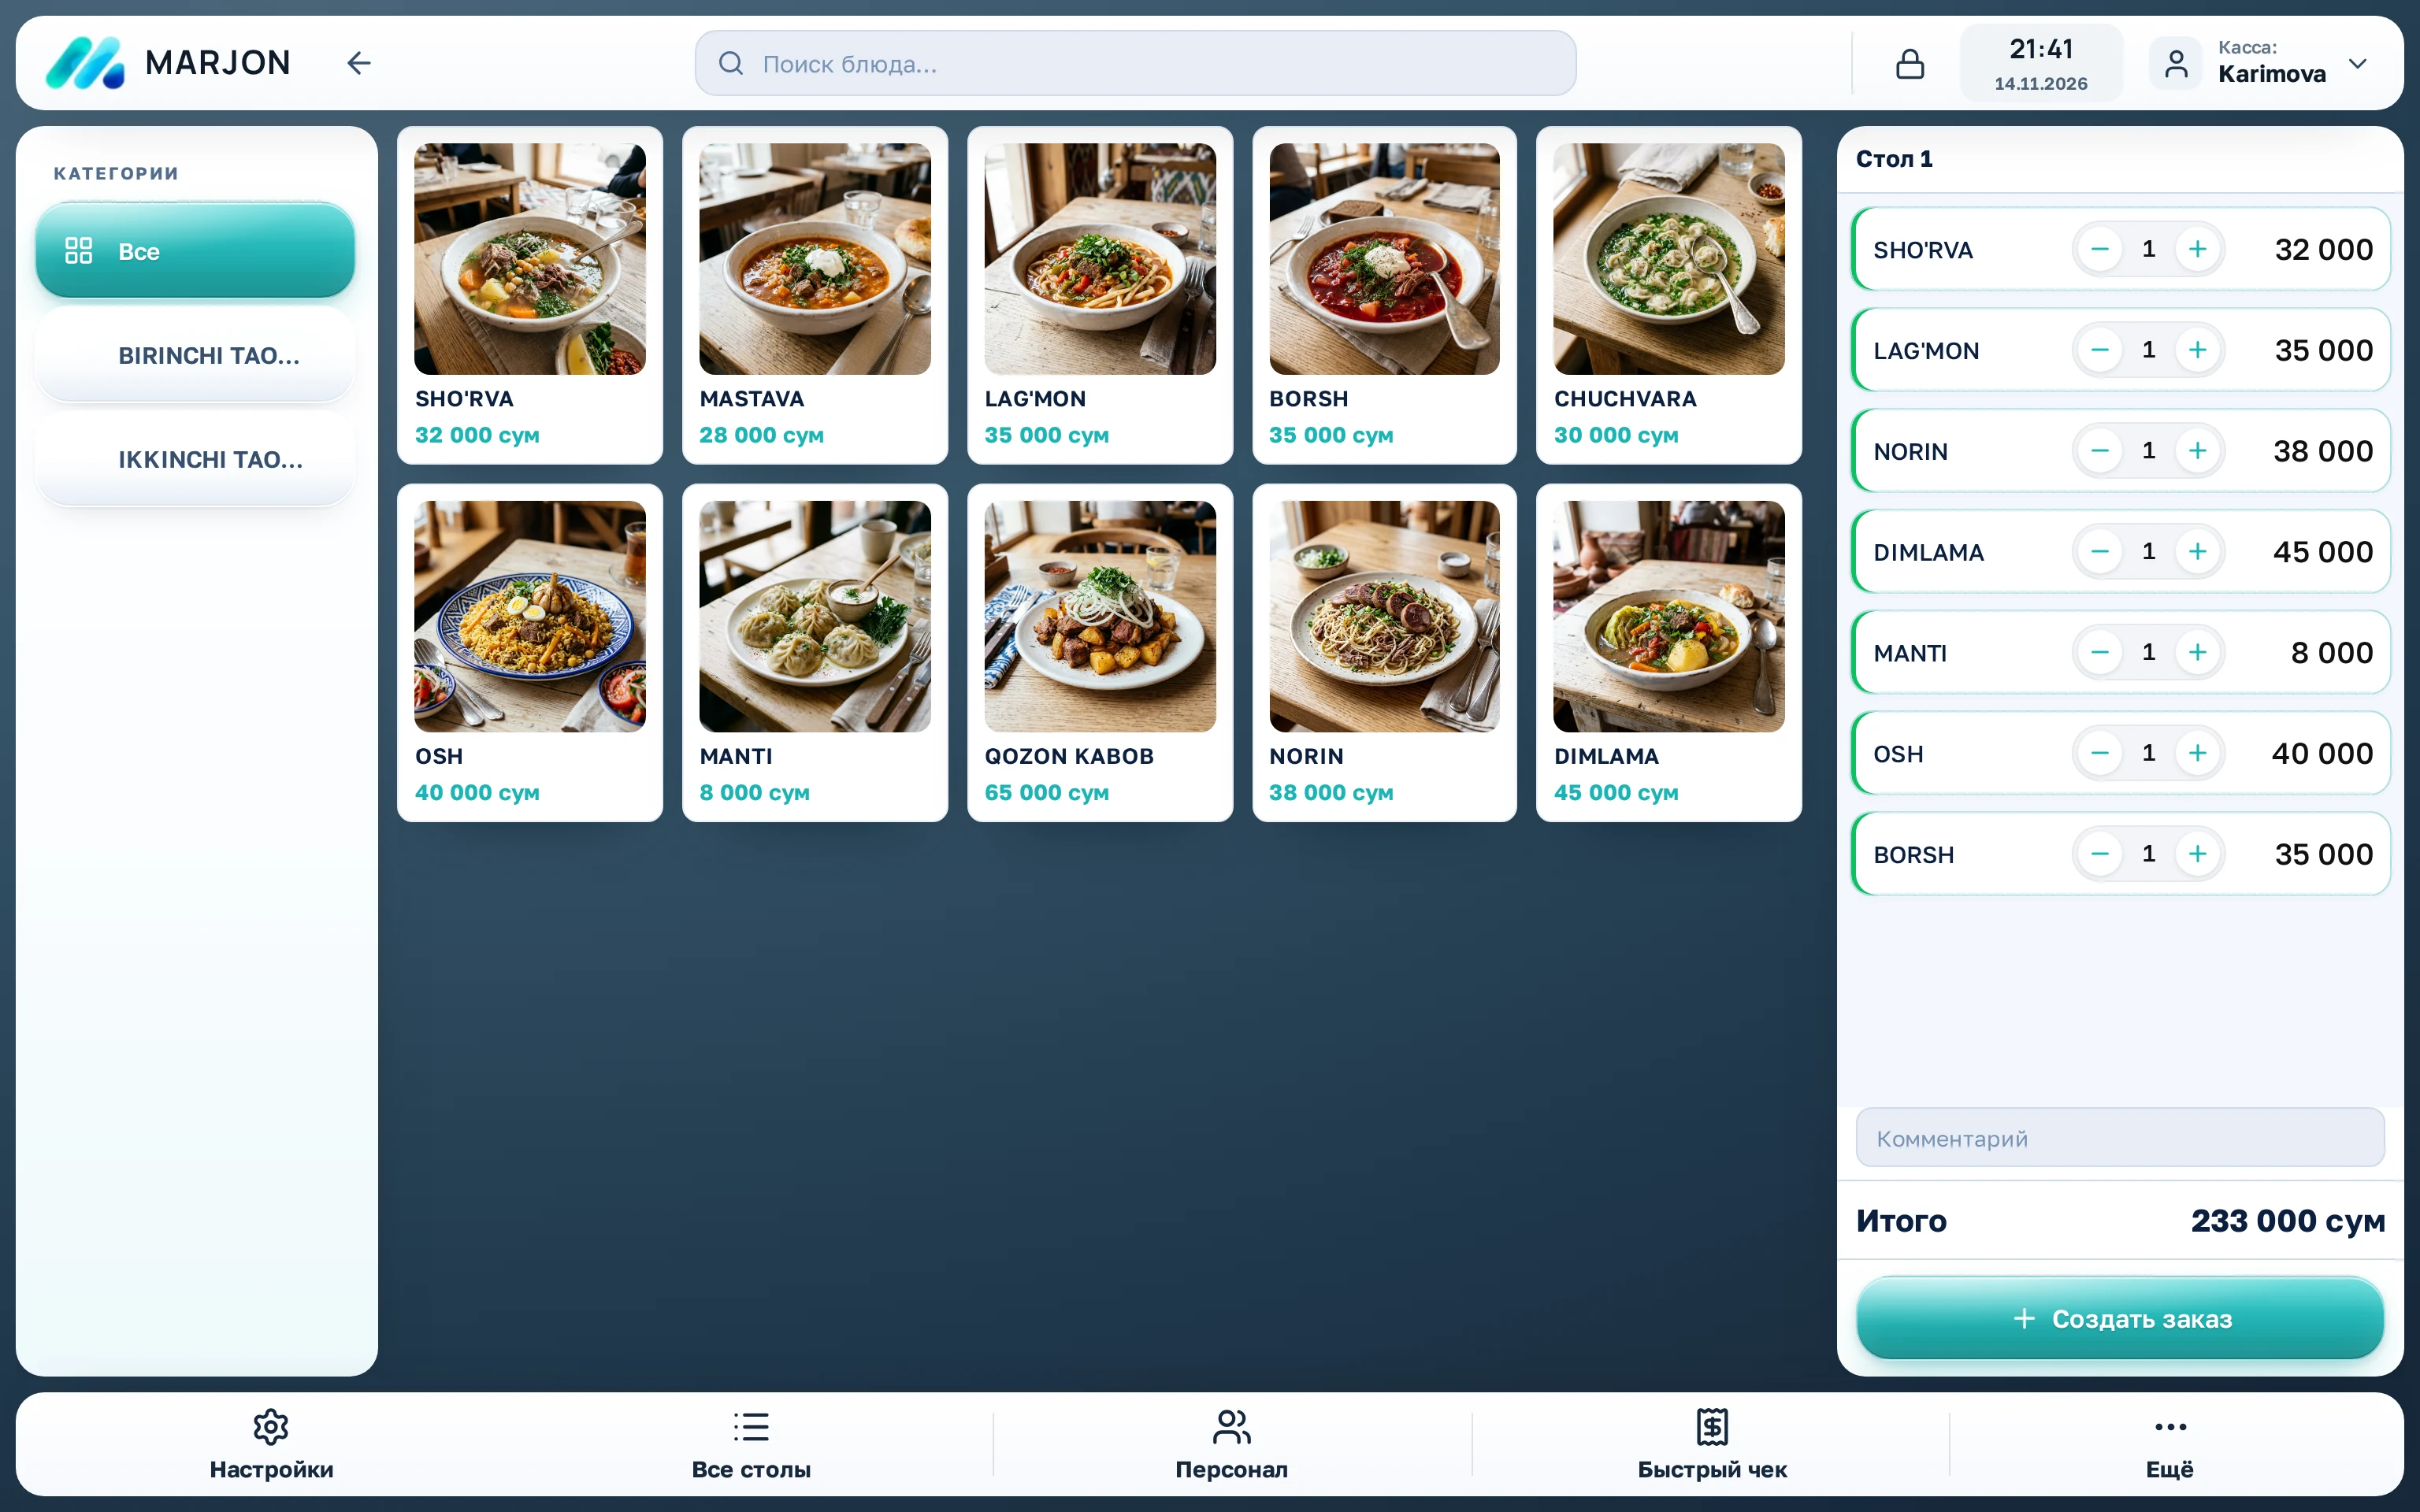 MARJON
Поиск блюда...
21:41
14.11.2026
Касса:
Karimova
КАТЕГОРИИ
Все
BIRINCHI TAO...
IKKINCHI TAO...
SHO'RVA
32 000 сум
MASTAVA
28 000 сум
LAG'MON
35 000 сум
BORSH
35 000 сум
CHUCHVARA
30 000 сум
OSH
40 000 сум
MANTI
8 000 сум
QOZON KABOB
65 000 сум
NORIN
38 000 сум
DIMLAMA
45 000 сум
Стол 1
SHO'RVA 1 32 000
LAG'MON 1 35 000
NORIN 1 38 000
DIMLAMA 1 45 000
MANTI 1 8 000
OSH 1 40 000
BORSH 1 35 000
Комментарий
Итого 233 000 сум
+ Создать заказ
Настройки
Все столы
Персонал
Быстрый чек
Ещё